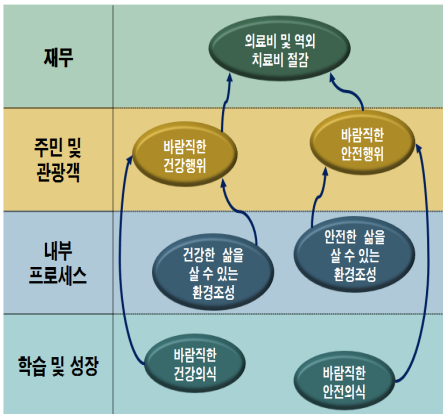 재무
의료비 및 역외
치료비 절감
주민 및
관광객
바람직한
건강행위
바람직한
안전행위
내부
프로세스
건강한 삶을
살 수 있는
환경조성
안전한 삶을
살 수 있는
환경조성
학습 및 성장
바람직한
건강의식
바람직한
안전의식